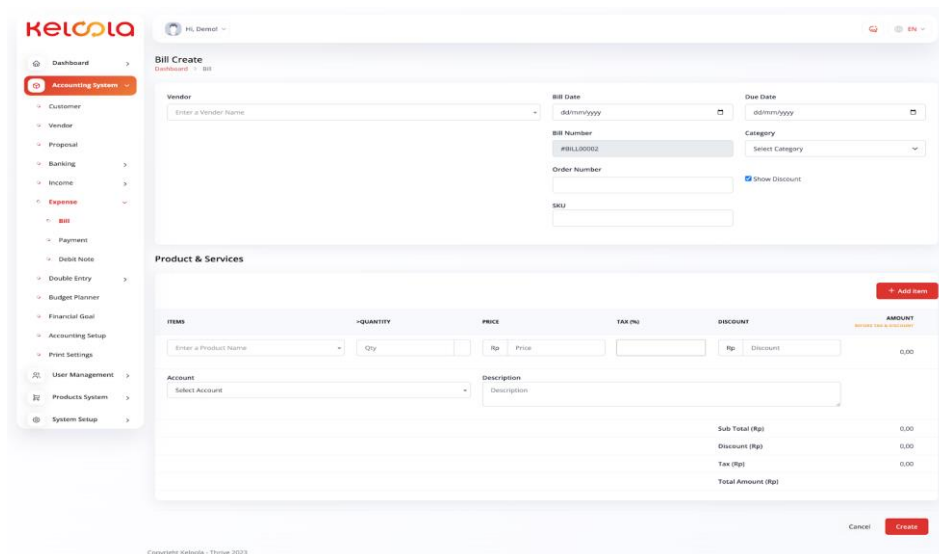 Keloola
Hi, Demo!
EN
Dashboard
Accounting System
Customer
Vendor
Proposal
Banking
Income
Expense
Bill
Payment
Debit Note
Double Entry
Budget Planner
Financial Goal
Accounting Setup
Print Settings
User Management
Products System
System Setup
Bill Create
Dashboard > Bill
Vendor
Enter a Vender Name
Bill Date
dd/mm/yyyy
Due Date
dd/mm/yyyy
Bill Number
#BILL00002
Category
Select Category
Order Number
Show Discount
SKU
Product & Services
+ Add item
ITEMS >QUANTITY PRICE TAX (%) DISCOUNT AMOUNT
BEFORE TAX & DISCOUNT
Enter a Product Name Qty Rp Price Rp Discount 0,00
Account
Select Account
Description
Description
Sub Total (Rp) 0,00
Discount (Rp) 0,00
Tax (Rp) 0,00
Total Amount (Rp)
Cancel Create
Copyright Keloola - Throve 2023